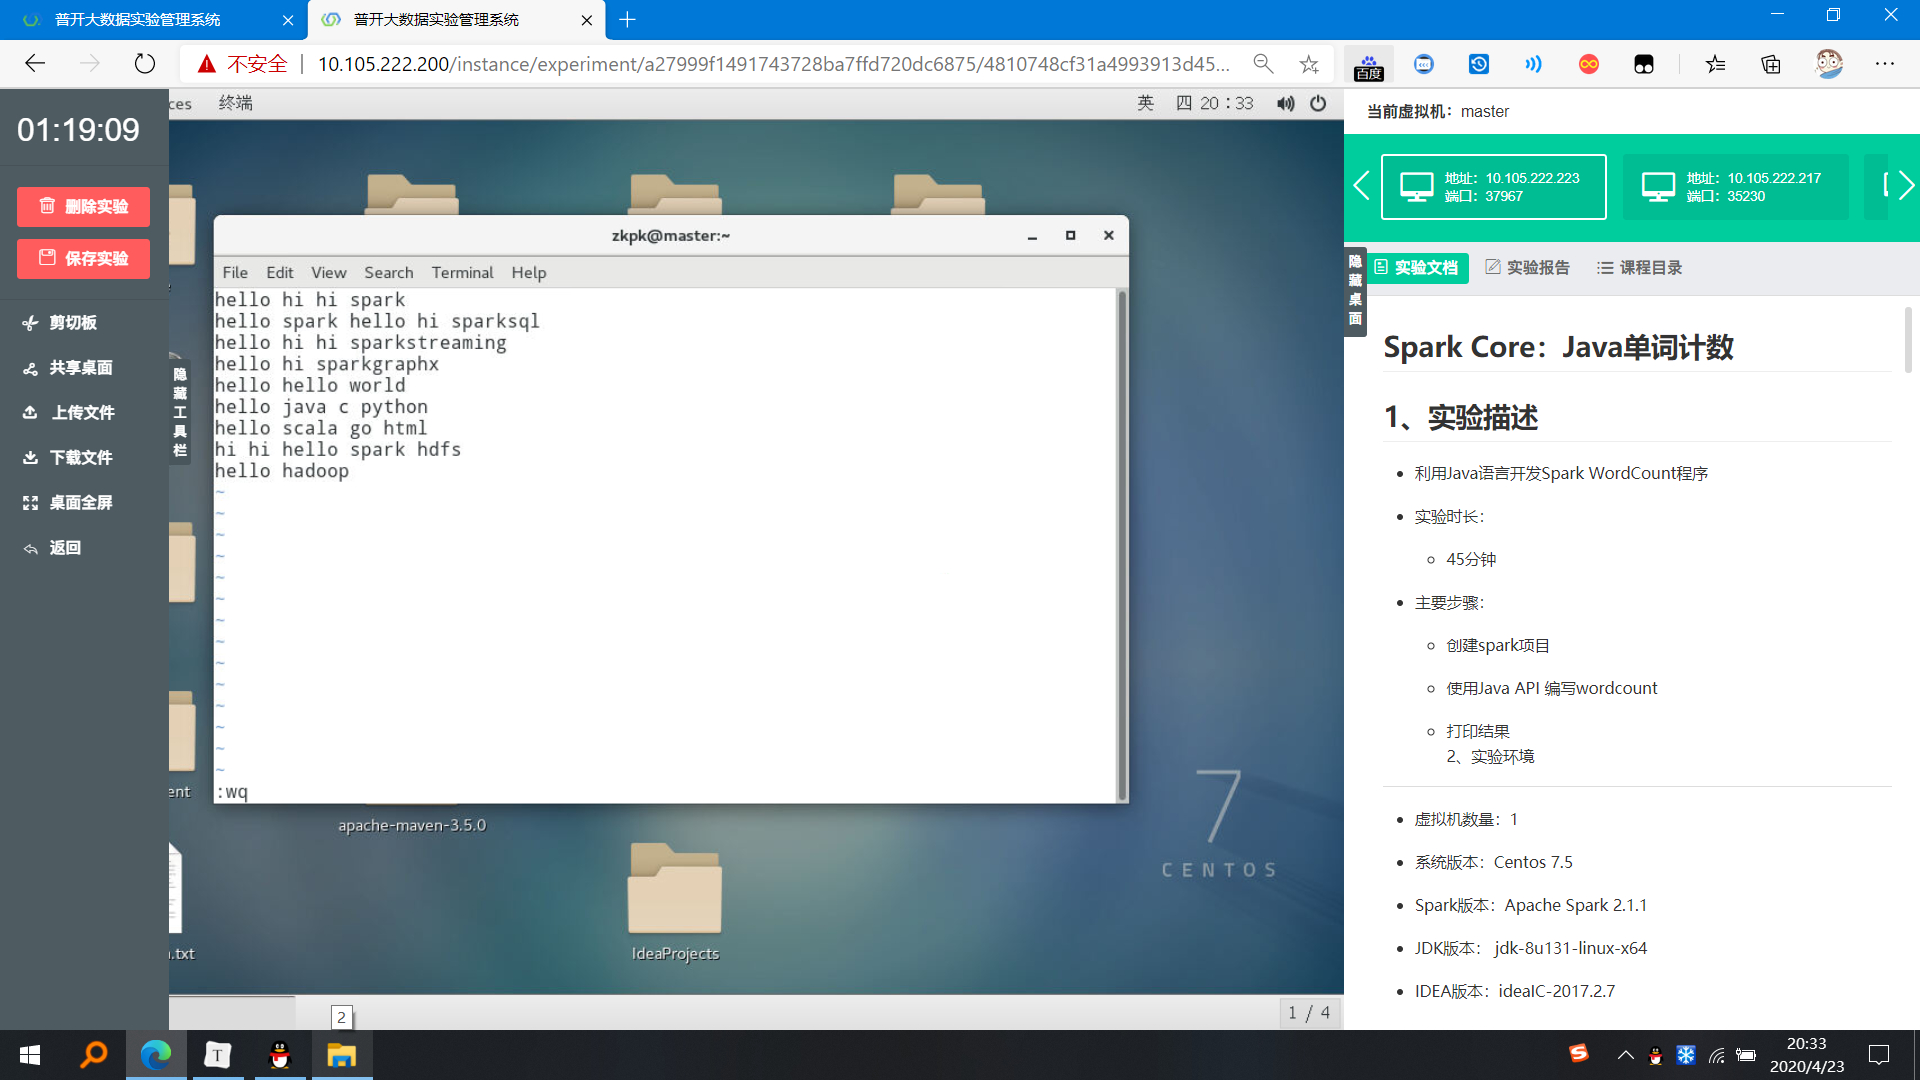 普开大数据实验管理系统
普开大数据实验管理系统
不安全
10.105.222.200/instance/experiment/a27999f1491743728ba7ffd720dc6875/4810748cf31a4993913d45...
百度
01:19:09
删除实验
保存实验
剪切板
共享桌面
上传文件
下载文件
桌面全屏
返回
隐藏工具栏
ces
终端
英
四 20：33
zkpk@master:~
File Edit View Search Terminal Help
hello hi hi spark
hello spark hello hi sparksql
hello hi hi sparkstreaming
hello hi sparkgraphx
hello hello world
hello java c python
hello scala go html
hi hi hello spark hdfs
hello hadoop
~
~
~
~
~
~
~
~
~
~
~
~
~
~
:wq
ent
apache-maven-3.5.0
.txt
IdeaProjects
7
CENTOS
2
1 / 4
当前虚拟机：master
地址：10.105.222.223
端口：37967
地址：10.105.222.217
端口：35230
隐藏桌面
实验文档
实验报告
课程目录
Spark Core：Java单词计数
1、实验描述
利用Java语言开发Spark WordCount程序
实验时长：
45分钟
主要步骤：
创建spark项目
使用Java API 编写wordcount
打印结果
2、实验环境
虚拟机数量：1
系统版本：Centos 7.5
Spark版本：Apache Spark 2.1.1
JDK版本： jdk-8u131-linux-x64
IDEA版本：ideaIC-2017.2.7
T
20:33
2020/4/23